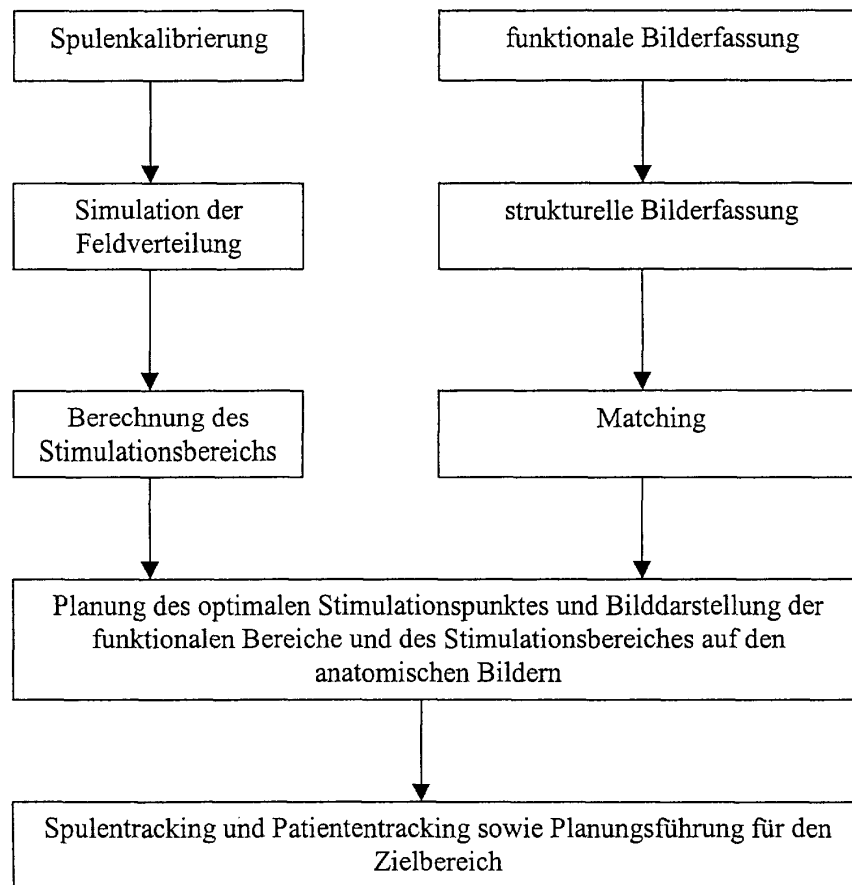 Spulenkalibrierung
funktionale Bilderfassung
Simulation der
Feldverteilung
strukturelle Bilderfassung
Berechnung des
Stimulationsbereichs
Matching
Planung des optimalen Stimulationspunktes und Bilddarstellung der
funktionalen Bereiche und des Stimulationsbereiches auf den
anatomischen Bildern
Spulentracking und Patiententracking sowie Planungsführung für den
Zielbereich